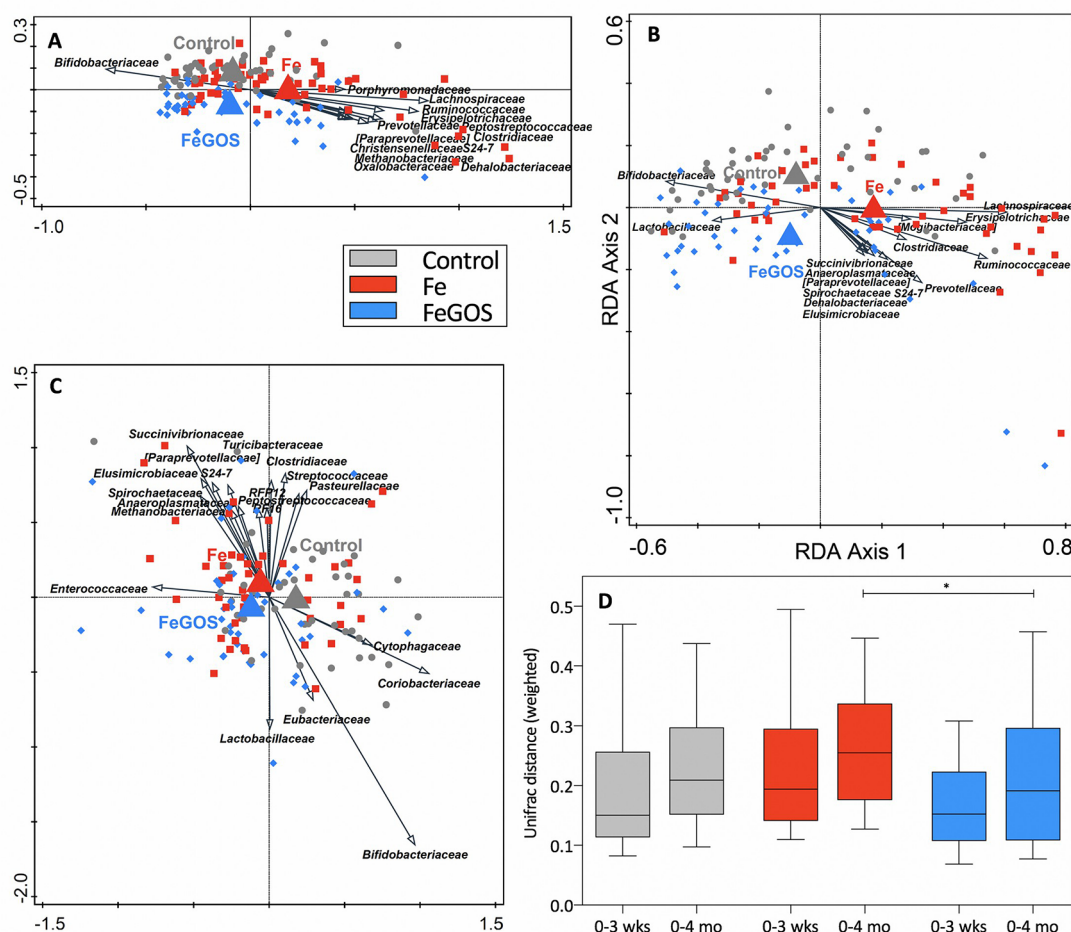 0.3
A
Control
Bifidobacteriaceae
Fe
Porphyromonadaceae
Lachnospiraceae
Ruminococcaceae
Erysipelotrichaceae
Prevotellaceae
Peptostreptococcaceae
[Paraprevotellaceae]
Clostridiaceae
FeGOS
Christensenellaceae
S24-7
Methanobacteriaceae
Oxalobacteraceae
Dehalobacteriaceae
-0.5
-1.0
1.5
Control
Fe
FeGOS
0.6
B
Bifidobacteriaceae
Control
Fe
Lachnospiraceae
Erysipelotrichaceae
Lactobacillaceae
[Mogibacteriaceae]
Clostridiaceae
FeGOS
Succinivibrionaceae
Ruminococcaceae
Anaeroplasmataceae
[Paraprevotellaceae]
Prevotellaceae
Spirochaetaceae S24-7
Dehalobacteriaceae
Elusimicrobiaceae
RDA Axis 2
-1.0
-0.6
RDA Axis 1
0.8
1.5
C
Succinivibrionaceae
Turicibacteraceae
[Paraprevotellaceae]
Clostridiaceae
Elusimicrobiaceae S24-7
Streptococcaceae
Pasteurellaceae
Spirochaetaceae
RFP12
Anaeroplasmataceae
Peptostreptococcaceae
Methanobacteriaceae
RF16
Fe
Control
Enterococcaceae
FeGOS
Cytophagaceae
Coriobacteriaceae
Eubacteriaceae
Lactobacillaceae
Bifidobacteriaceae
-2.0
-1.5
1.5
D
*
Unifrac distance (weighted)
0.5
0.4
0.3
0.2
0.1
0.0
0-3 wks
0-4 mo
0-3 wks
0-4 mo
0-3 wks
0-4 mo